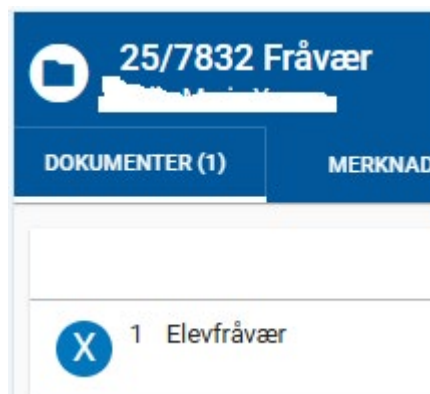 25/7832 Fråvær
DOKUMENTER (1)
MERKNAD
X
1 Elevfråvær